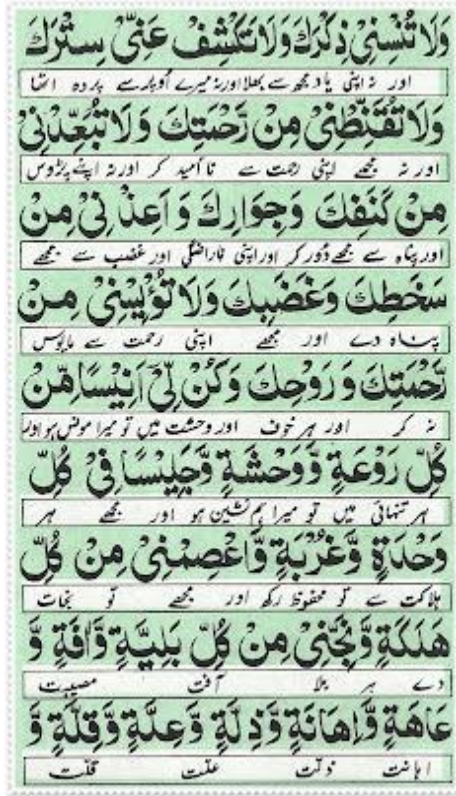 وَلَا تُنْسِنِيْ ذِكْرَكَ وَلَا تَكْشِفْ عَنِّيْ سِتْرَكَ
اور نہ اپنی یاد مجھ سے بھلا اور نہ میرے اوپر سے پردہ اٹھا
وَلَا تُقَنِّطْنِيْ مِنْ رَّحْمَتِكَ وَلَا تُبَعِّدْنِيْ
اور نہ مجھے اپنی رحمت سے نا اُمید کر اور نہ اپنے پڑوس
مِنْ كَنَفِكَ وَجِوَارِكَ وَ اَعِذْنِيْ مِنْ
اور پناہ سے مجھے دُور کر اور اپنی ناراضگی اور غضب سے مجھے
سَخَطِكَ وَغَضَبِكَ وَلَا تُؤْيِسْنِيْ مِنْ
پناہ دے اور مجھے اپنی رحمت سے مایوس
رَّحْمَتِكَ وَ رَوْحِكَ وَكُنْ لِّيْ اَنِيْسًا مِّنْ
نہ کر اور ہر خوف اور وحشت میں تو میرا مونس ہو اور
كُلِّ رَوْعَةٍ وَّ وَحْشَةٍ وَّ جَلِيْسًا فِيْ كُلِّ
ہر تنہائی میں تو میرا ہم نشین ہو اور مجھے ہر
وَحْدَةٍ وَّ غُرْبَةٍ وَّ اعْصِمْنِيْ مِنْ كُلِّ
ہلاکت سے تو محفوظ رکھ اور مجھے تو نجات
هَلَكَةٍ وَّ نَجِّنِيْ مِنْ كُلِّ بَلِيَّةٍ وَّ اٰفَةٍ وَّ
دے ہر بلا آفت مصیبت
عَاهَةٍ وَّ اِهَانَةٍ وَّ ذِلَّةٍ وَّ عِلَّةٍ وَّ قِلَّةٍ وَّ
اہانت ذلت علت قلت